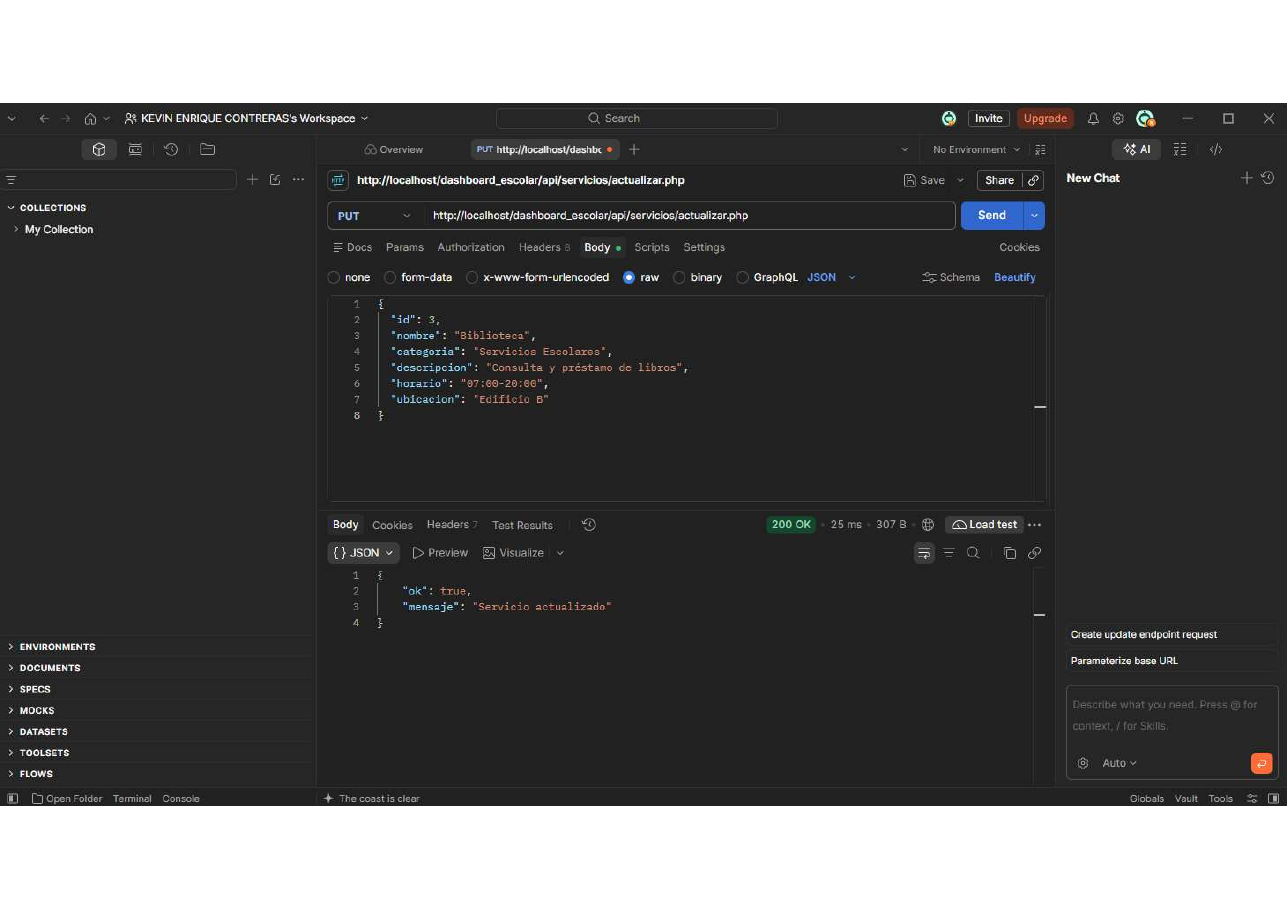 KEVIN ENRIQUE CONTRERAS's Workspace
Search
Invite
Upgrade
Overview
PUT http://localhost/dashbc
No Environment
AI
http://localhost/dashboard_escolar/api/servicios/actualizar.php
Save
Share
New Chat
COLLECTIONS
My Collection
PUT
http://localhost/dashboard_escolar/api/servicios/actualizar.php
Send
Docs Params Authorization Headers 8 Body Scripts Settings
Cookies
none form-data x-www-form-urlencoded raw binary GraphQL JSON
Schema Beautify
1 {
2 "id": 3,
3 "nombre": "Biblioteca",
4 "categoria": "Servicios Escolares",
5 "descripcion": "Consulta y préstamo de libros",
6 "horario": "07:00-20:00",
7 "ubicacion": "Edificio B"
8 }
Body Cookies Headers 7 Test Results
200 OK 25 ms 307 B Load test
{} JSON Preview Visualize
1 {
2 "ok": true,
3 "mensaje": "Servicio actualizado"
4 }
ENVIRONMENTS
DOCUMENTS
SPECS
MOCKS
DATASETS
TOOLSETS
FLOWS
Create update endpoint request
Parameterize base URL
Describe what you need. Press @ for
context, / for Skills.
Auto
Open Folder Terminal Console
The coast is clear
Globals Vault Tools